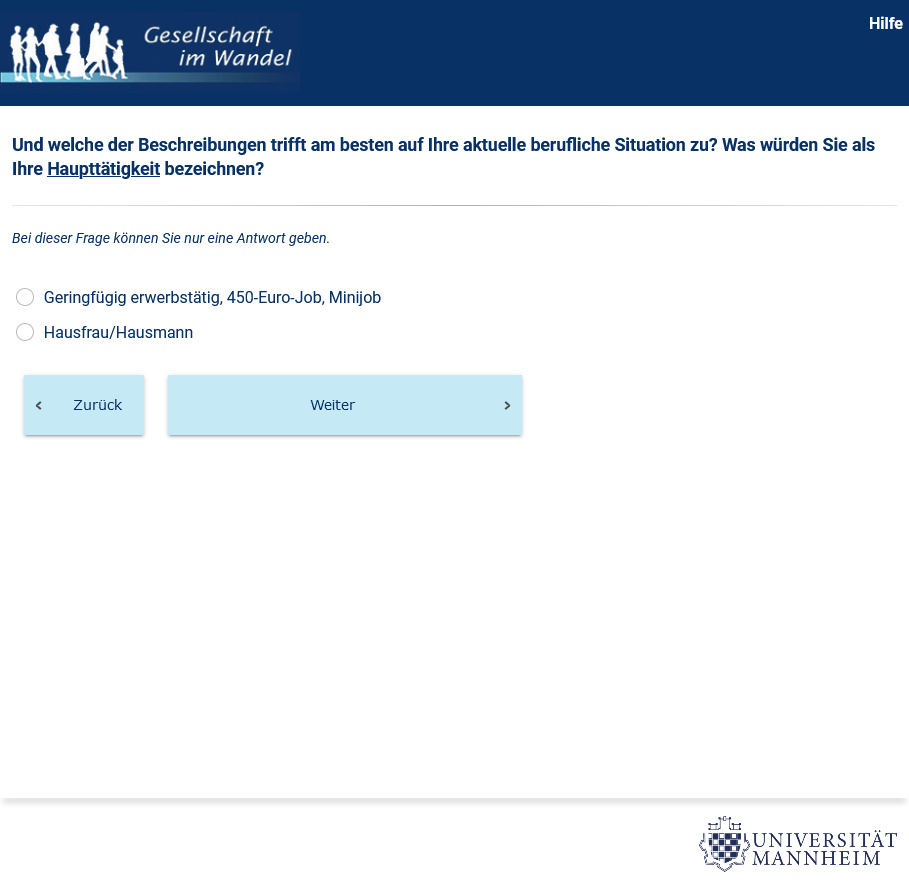 Gesellschaft
im Wandel
Hilfe
Und welche der Beschreibungen trifft am besten auf Ihre aktuelle berufliche Situation zu? Was würden Sie als
Ihre Haupttätigkeit bezeichnen?
Bei dieser Frage können Sie nur eine Antwort geben.
Geringfügig erwerbstätig, 450-Euro-Job, Minijob
Hausfrau/Hausmann
Zurück
Weiter
UNIVERSITÄT
MANNHEIM